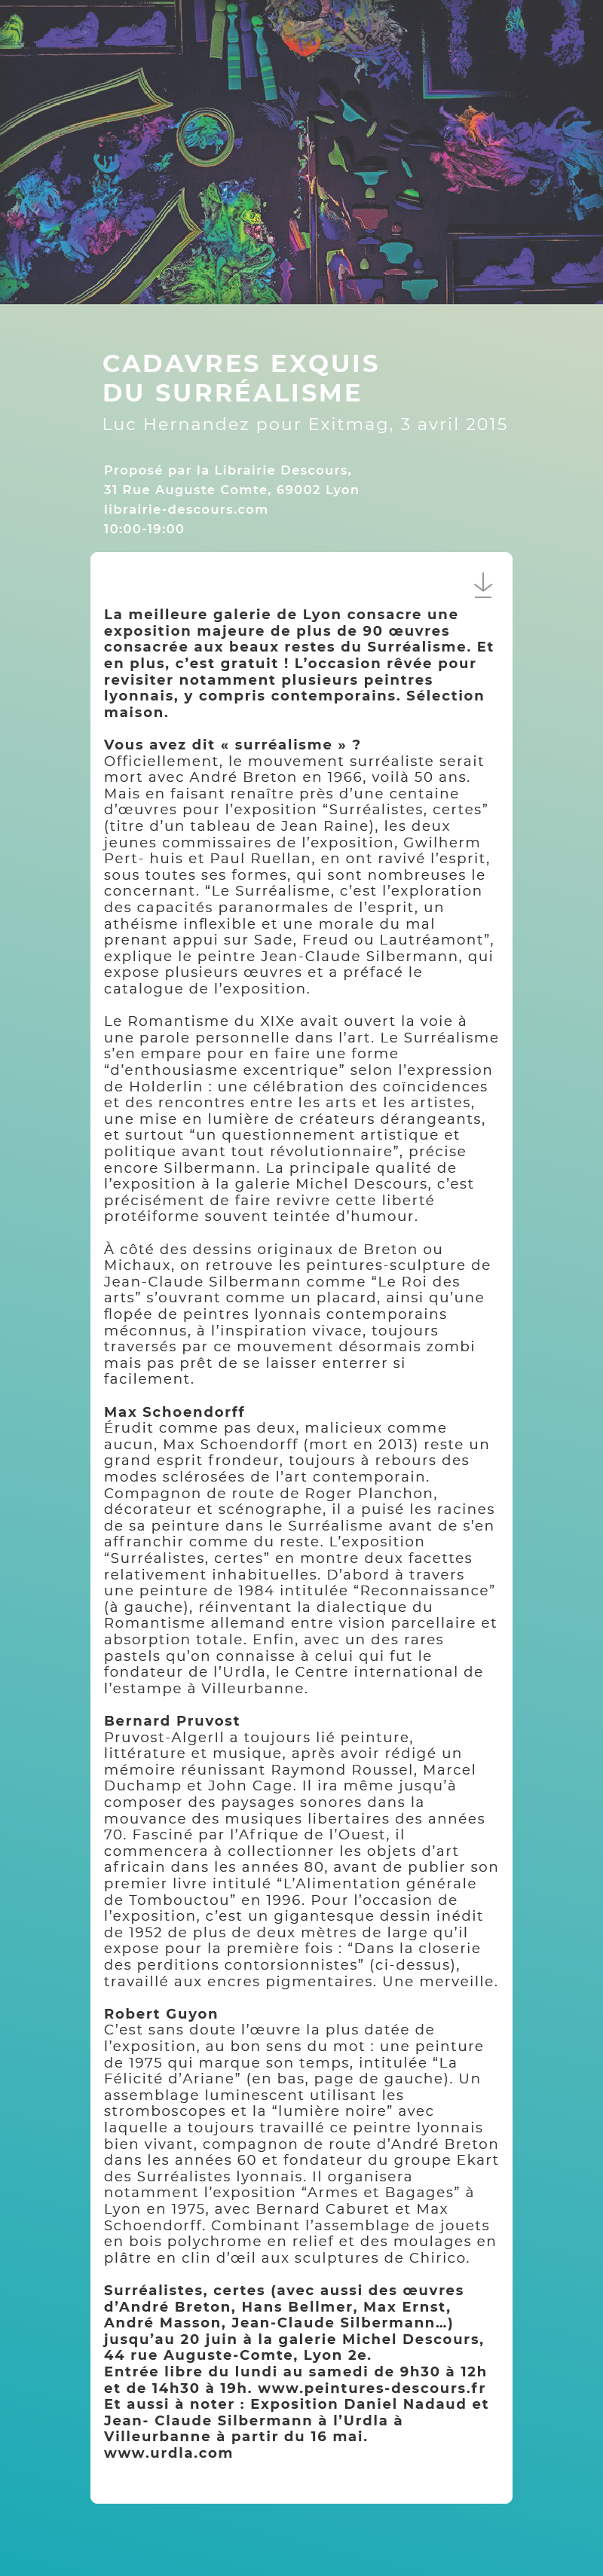 CADAVRES EXQUIS
DU SURRÉALISME
Luc Hernandez pour Exitmag, 3 avril 2015
Proposé par la Librairie Descours,
31 Rue Auguste Comte, 69002 Lyon
librairie-descours.com
10:00-19:00
La meilleure galerie de Lyon consacre une
exposition majeure de plus de 90 œuvres
consacrée aux beaux restes du Surréalisme. Et
en plus, c’est gratuit ! L’occasion rêvée pour
revisiter notamment plusieurs peintres
lyonnais, y compris contemporains. Sélection
maison.
Vous avez dit « surréalisme » ?
Officiellement, le mouvement surréaliste serait
mort avec André Breton en 1966, voilà 50 ans.
Mais en faisant renaître près d’une centaine
d’œuvres pour l’exposition “Surréalistes, certes”
(titre d’un tableau de Jean Raine), les deux
jeunes commissaires de l’exposition, Gwilherm
Pert- huis et Paul Ruellan, en ont ravivé l’esprit,
sous toutes ses formes, qui sont nombreuses le
concernant. “Le Surréalisme, c’est l’exploration
des capacités paranormales de l’esprit, un
athéisme inflexible et une morale du mal
prenant appui sur Sade, Freud ou Lautréamont”,
explique le peintre Jean-Claude Silbermann, qui
expose plusieurs œuvres et a préfacé le
catalogue de l’exposition.
Le Romantisme du XIXe avait ouvert la voie à
une parole personnelle dans l’art. Le Surréalisme
s’en empare pour en faire une forme
“d’enthousiasme excentrique” selon l’expression
de Holderlin : une célébration des coïncidences
et des rencontres entre les arts et les artistes,
une mise en lumière de créateurs dérangeants,
et surtout “un questionnement artistique et
politique avant tout révolutionnaire”, précise
encore Silbermann. La principale qualité de
l’exposition à la galerie Michel Descours, c’est
précisément de faire revivre cette liberté
protéiforme souvent teintée d’humour.
À côté des dessins originaux de Breton ou
Michaux, on retrouve les peintures-sculpture de
Jean-Claude Silbermann comme “Le Roi des
arts” s’ouvrant comme un placard, ainsi qu’une
flopée de peintres lyonnais contemporains
méconnus, à l’inspiration vivace, toujours
traversés par ce mouvement désormais zombi
mais pas prêt de se laisser enterrer si
facilement.
Max Schoendorff
Érudit comme pas deux, malicieux comme
aucun, Max Schoendorff (mort en 2013) reste un
grand esprit frondeur, toujours à rebours des
modes sclérosées de l’art contemporain.
Compagnon de route de Roger Planchon,
décorateur et scénographe, il a puisé les racines
de sa peinture dans le Surréalisme avant de s’en
affranchir comme du reste. L’exposition
“Surréalistes, certes” en montre deux facettes
relativement inhabituelles. D’abord à travers
une peinture de 1984 intitulée “Reconnaissance”
(à gauche), réinventant la dialectique du
Romantisme allemand entre vision parcellaire et
absorption totale. Enfin, avec un des rares
pastels qu’on connaisse à celui qui fut le
fondateur de l’Urdla, le Centre international de
l’estampe à Villeurbanne.
Bernard Pruvost
Pruvost-AlgerIl a toujours lié peinture,
littérature et musique, après avoir rédigé un
mémoire réunissant Raymond Roussel, Marcel
Duchamp et John Cage. Il ira même jusqu’à
composer des paysages sonores dans la
mouvance des musiques libertaires des années
70. Fasciné par l’Afrique de l’Ouest, il
commencera à collectionner les objets d’art
africain dans les années 80, avant de publier son
premier livre intitulé “L’Alimentation générale
de Tombouctou” en 1996. Pour l’occasion de
l’exposition, c’est un gigantesque dessin inédit
de 1952 de plus de deux mètres de large qu’il
expose pour la première fois : “Dans la closerie
des perditions contorsionnistes” (ci-dessus),
travaillé aux encres pigmentaires. Une merveille.
Robert Guyon
C’est sans doute l’œuvre la plus datée de
l’exposition, au bon sens du mot : une peinture
de 1975 qui marque son temps, intitulée “La
Félicité d’Ariane” (en bas, page de gauche). Un
assemblage luminescent utilisant les
stromboscopes et la “lumière noire” avec
laquelle a toujours travaillé ce peintre lyonnais
bien vivant, compagnon de route d’André Breton
dans les années 60 et fondateur du groupe Ekart
des Surréalistes lyonnais. Il organisera
notamment l’exposition “Armes et Bagages” à
Lyon en 1975, avec Bernard Caburet et Max
Schoendorff. Combinant l’assemblage de jouets
en bois polychrome en relief et des moulages en
plâtre en clin d’œil aux sculptures de Chirico.
Surréalistes, certes (avec aussi des œuvres
d’André Breton, Hans Bellmer, Max Ernst,
André Masson, Jean-Claude Silbermann…)
jusqu’au 20 juin à la galerie Michel Descours,
44 rue Auguste-Comte, Lyon 2e.
Entrée libre du lundi au samedi de 9h30 à 12h
et de 14h30 à 19h. www.peintures-descours.fr
Et aussi à noter : Exposition Daniel Nadaud et
Jean- Claude Silbermann à l’Urdla à
Villeurbanne à partir du 16 mai.
www.urdla.com